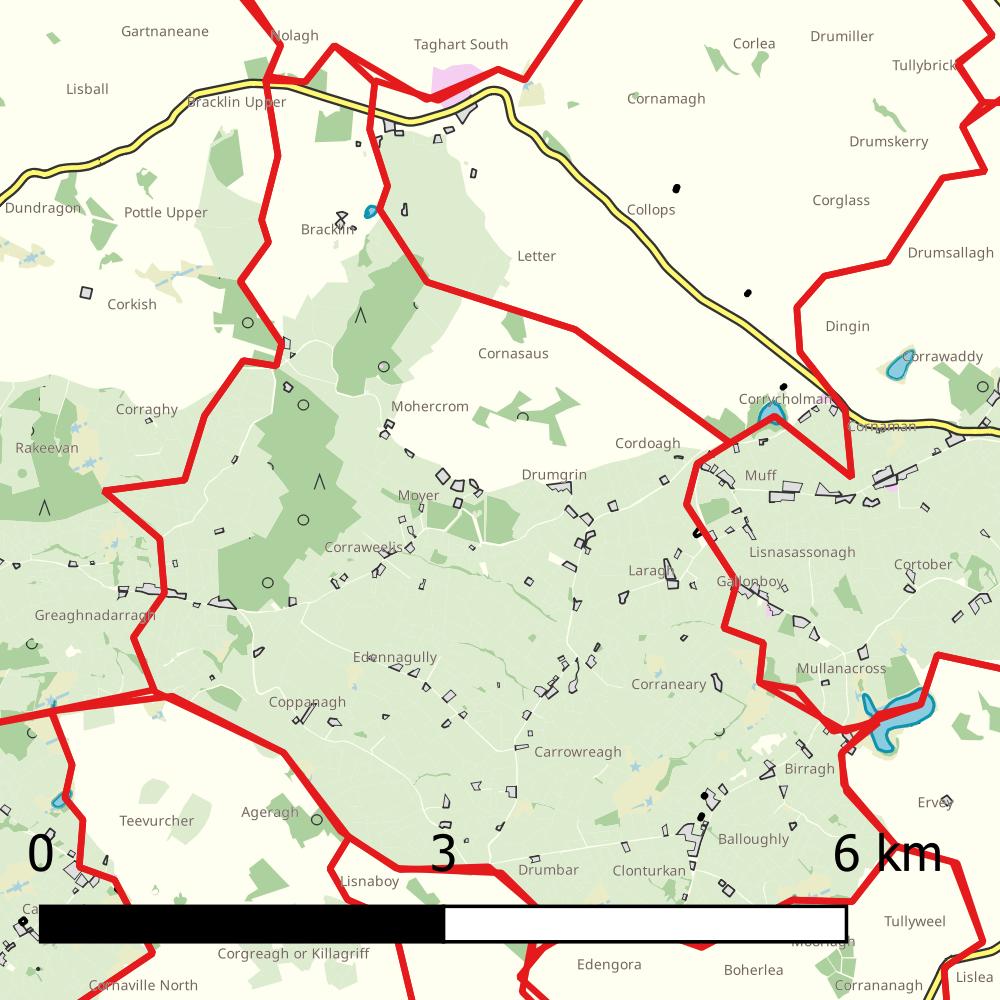 Gartnaneane
Nolagh
Taghart South
Corlea
Drumiller
Tullybrick
Lisball
Bracklin Upper
Cornamagh
Drumskerry
Dundragon
Pottle Upper
Bracklin
Collops
Corglass
Letter
Drumsallagh
Corkish
Dingin
Cornasaus
Corrawaddy
Corraghy
Mohercrom
Corrycholman
Cornaman
Rakeevan
Cordoagh
Drumgrin
Muff
Moyer
Corraweelis
Lisnasassonagh
Laragh
Gallonboy
Cortober
Greaghnadarragh
Edennagully
Corraneary
Mullanacross
Coppanagh
Carrowreagh
Birragh
Ervey
Teevurcher
Ageragh
Balloughly
0
3
6 km
Drumbar
Clonturkan
Lisnaboy
Ca
Tullyweel
Corgreagh or Killagriff
Edengora
Boherlea
Lislea
Cornaville North
Corrananagh